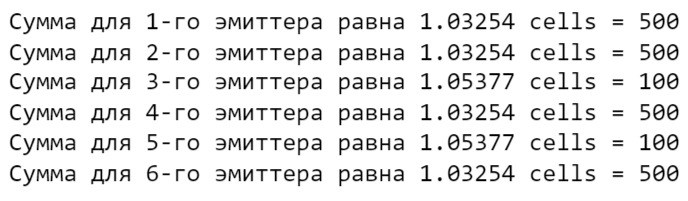 Сумма для 1-го эмиттера равна 1.03254 cells = 500
Сумма для 2-го эмиттера равна 1.03254 cells = 500
Сумма для 3-го эмиттера равна 1.05377 cells = 100
Сумма для 4-го эмиттера равна 1.03254 cells = 500
Сумма для 5-го эмиттера равна 1.05377 cells = 100
Сумма для 6-го эмиттера равна 1.03254 cells = 500